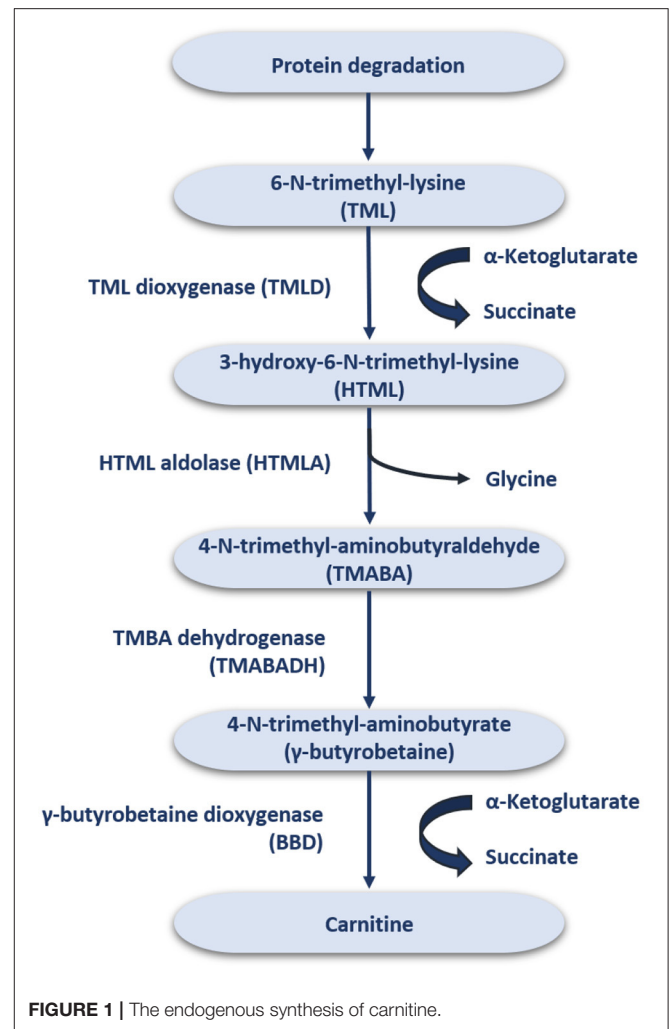 Protein degradation
6-N-trimethyl-lysine
(TML)
TML dioxygenase (TMLD)
α-Ketoglutarate
Succinate
3-hydroxy-6-N-trimethyl-lysine
(HTML)
HTML aldolase (HTMLA)
Glycine
4-N-trimethyl-aminobutyraldehyde
(TMABA)
TMBA dehydrogenase
(TMABADH)
4-N-trimethyl-aminobutyrate
(γ-butyrobetaine)
γ-butyrobetaine dioxygenase
(BBD)
α-Ketoglutarate
Succinate
Carnitine
FIGURE 1 | The endogenous synthesis of carnitine.